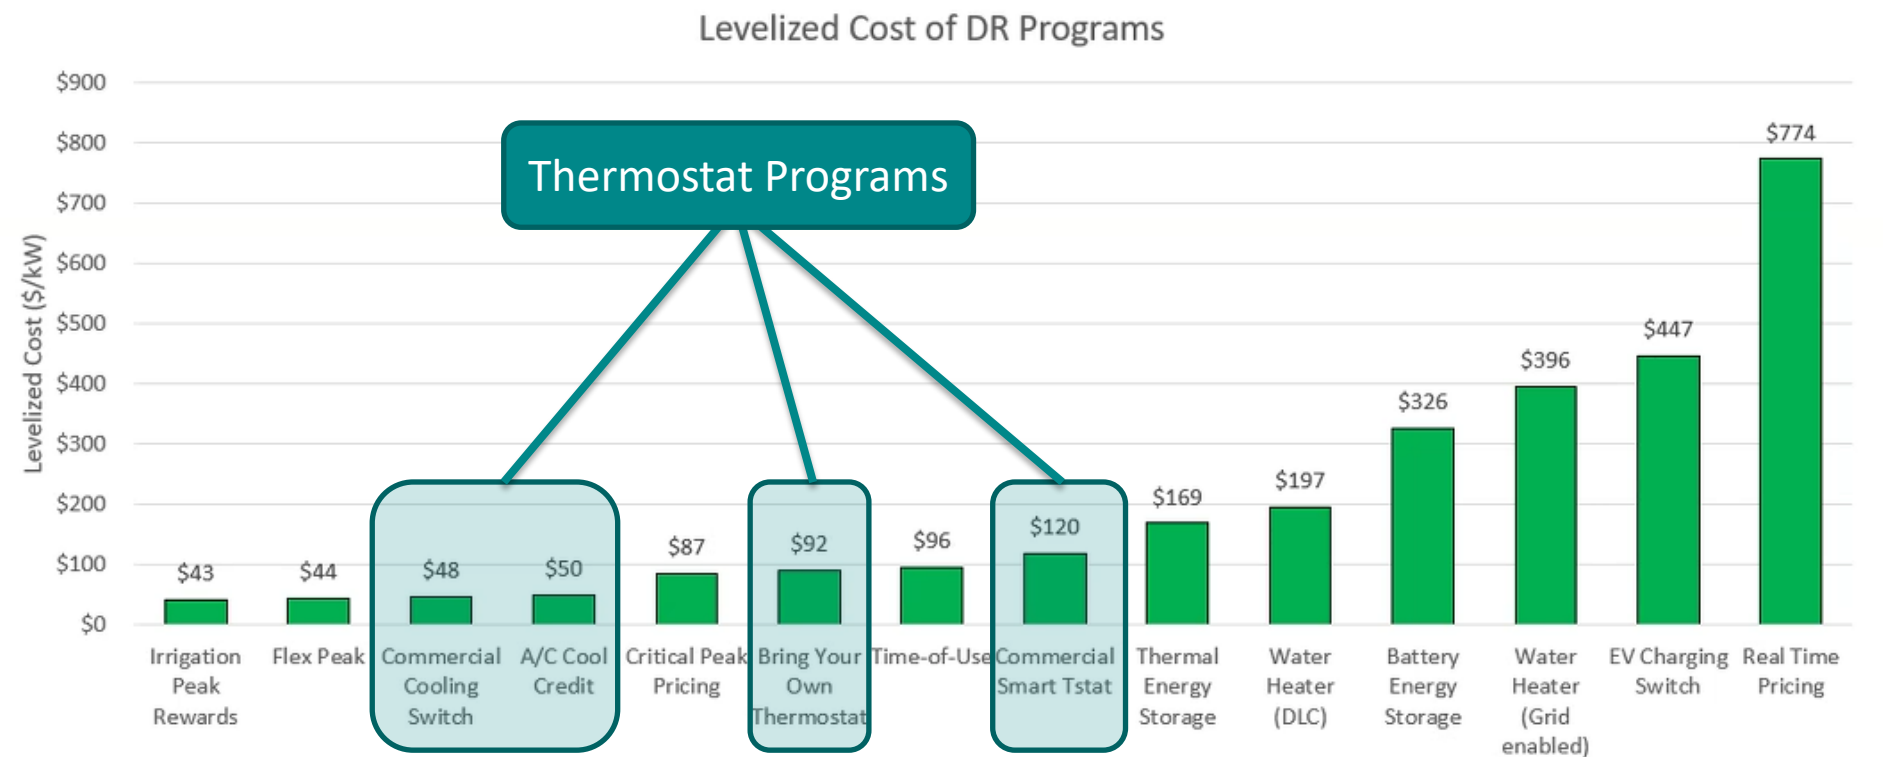 Levelized Cost of DR Programs
$900
$800
$700
$600
$500
$400
$300
$200
$100
$0
Levelized Cost ($/kW)
Thermostat Programs
$43
$44
$48
$50
$87
$92
$96
$120
$169
$197
$326
$396
$447
$774
Irrigation
Peak
Rewards
Flex Peak
Commercial
Cooling
Switch
A/C Cool
Credit
Critical Peak
Pricing
Bring Your
Own
Thermostat
Time-of-Use
Commercial
Smart Tstat
Thermal
Energy
Storage
Water
Heater
(DLC)
Battery
Energy
Storage
Water
Heater
(Grid
enabled)
EV Charging
Switch
Real Time
Pricing